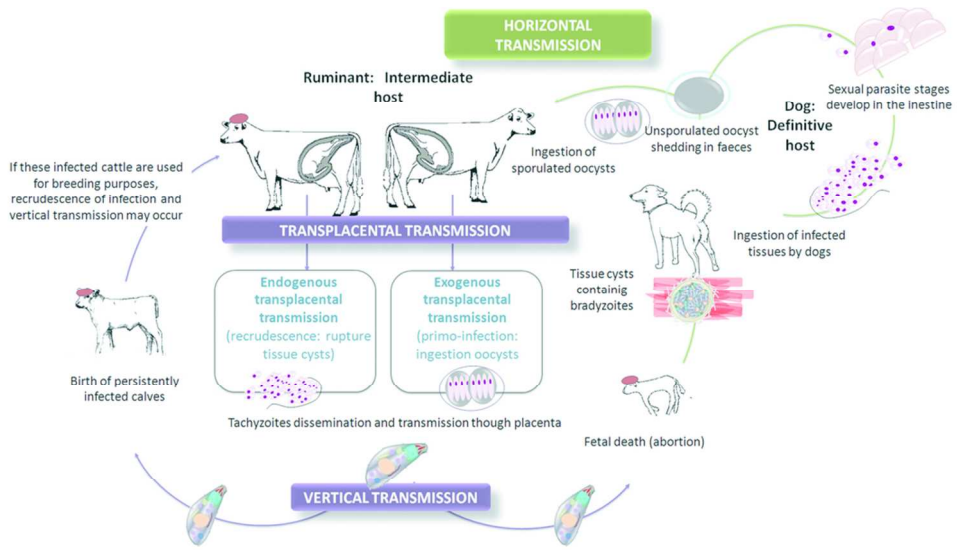 HORIZONTAL
TRANSMISSION
Ruminant: Intermediate
host
Sexual parasite stages
develop in the inestine
Dog:
Definitive
host
Unsporulated oocyst
shedding in faeces
Ingestion of
sporulated oocysts
If these infected cattle are used
for breeding purposes,
recrudescence of infection and
vertical transmission may occur
TRANSPLACENTAL TRANSMISSION
Ingestion of infected
tissues by dogs
Endogenous
transplacental
transmission
(recrudescence: rupture
tissue cysts)
Exogenous
transplacental
transmission
(primo-infection:
ingestion oocysts
Tissue cysts
containig
bradyzoites
Birth of persistently
infected calves
Tachyzoites dissemination and transmission though placenta
Fetal death (abortion)
VERTICAL TRANSMISSION